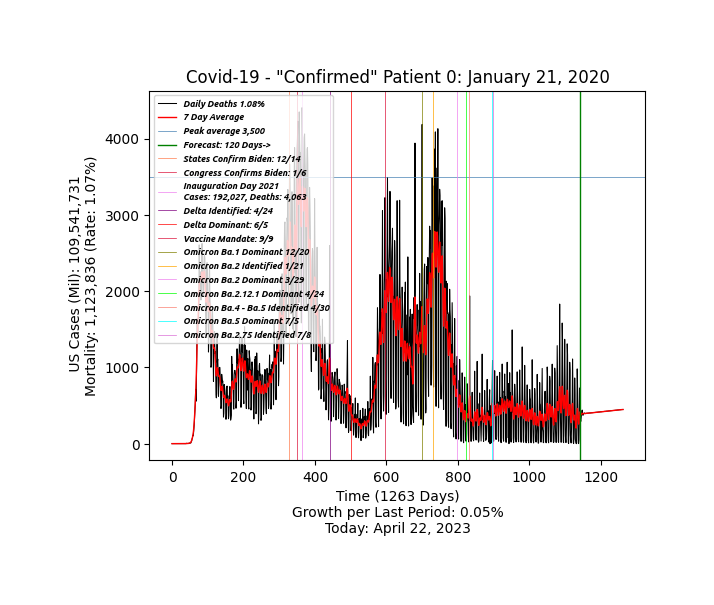 Covid-19 - "Confirmed" Patient 0: January 21, 2020
Daily Deaths 1.08%
7 Day Average
Peak average 3,500
Forecast: 120 Days->
States Confirm Biden: 12/14
Congress Confirms Biden: 1/6
Inauguration Day 2021
Cases: 192,027, Deaths: 4,063
Delta Identified: 4/24
Delta Dominant: 6/5
Vaccine Mandate: 9/9
Omicron Ba.1 Dominant 12/20
Omicron Ba.2 Identified 1/21
Omicron Ba.2 Dominant 3/29
Omicron Ba.2.12.1 Dominant 4/24
Omicron Ba.4 - Ba.5 Identified 4/30
Omicron Ba.5 Dominant 7/5
Omicron Ba.2.75 Identified 7/8
US Cases (Mil): 109,541,731
Mortality: 1,123,836 (Rate: 1.07%)
4000
3000
2000
1000
0
0 200 400 600 800 1000 1200
Time (1263 Days)
Growth per Last Period: 0.05%
Today: April 22, 2023